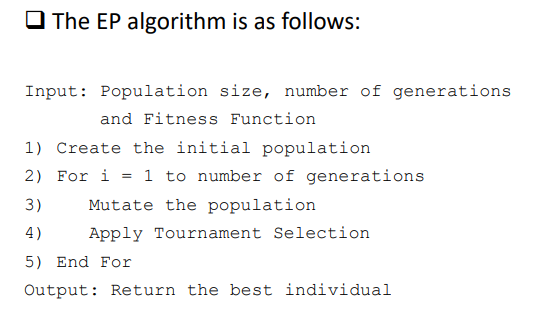 ❑ The EP algorithm is as follows:
Input: Population size, number of generations
and Fitness Function
1) Create the initial population
2) For i = 1 to number of generations
3) Mutate the population
4) Apply Tournament Selection
5) End For
Output: Return the best individual